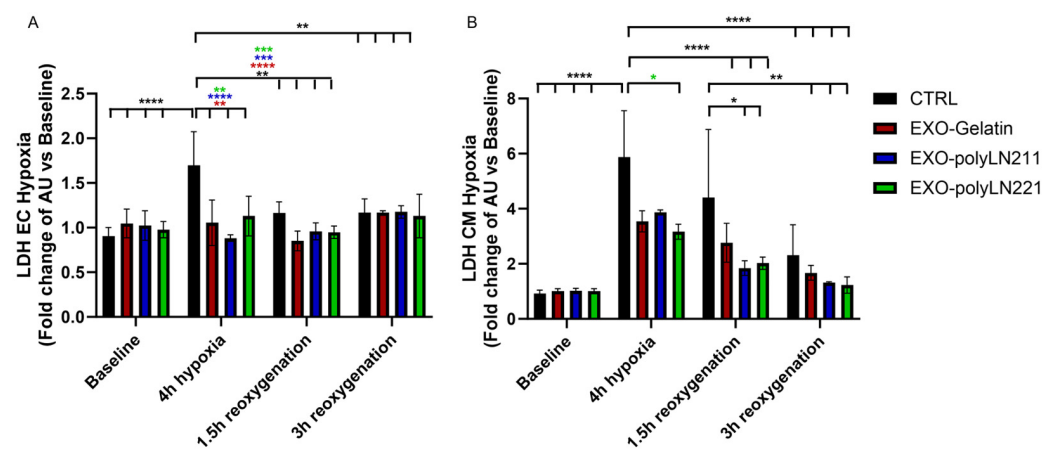 A
LDH EC Hypoxia
(Fold change of AU vs Baseline)
2.5
2.0
1.5
1.0
0.5
0.0
****
**
***
***
****
**
**
****
**
Baseline
4h hypoxia
1.5h reoxygenation
3h reoxygenation
B
LDH CM Hypoxia
(Fold change of AU vs Baseline)
8
6
4
2
0
****
****
****
*
**
*
Baseline
4h hypoxia
1.5h reoxygenation
3h reoxygenation
CTRL
EXO-Gelatin
EXO-polyLN211
EXO-polyLN221